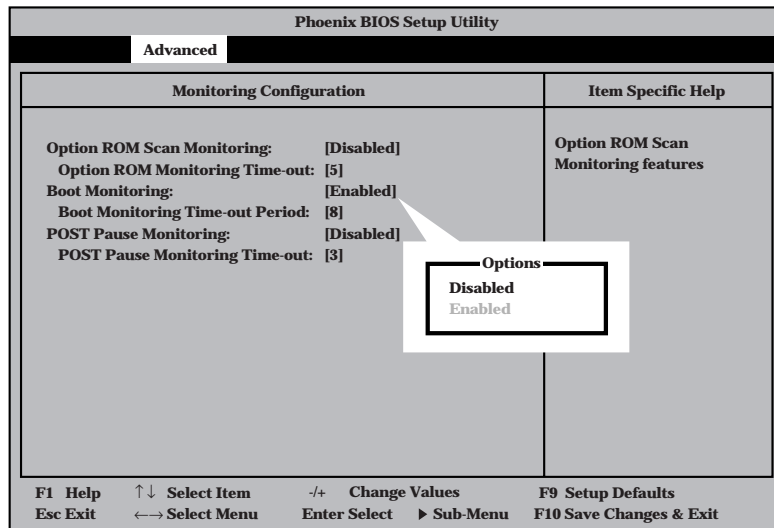 Phoenix BIOS Setup Utility
Advanced
Monitoring Configuration
Item Specific Help
Option ROM Scan Monitoring: [Disabled]
Option ROM Monitoring Time-out: [5]
Boot Monitoring: [Enabled]
Boot Monitoring Time-out Period: [8]
POST Pause Monitoring: [Disabled]
POST Pause Monitoring Time-out: [3]
Option ROM Scan
Monitoring features
Options
Disabled
Enabled
F1 Help ↑↓ Select Item -/+ Change Values F9 Setup Defaults
Esc Exit ←→ Select Menu Enter Select ▶ Sub-Menu F10 Save Changes & Exit